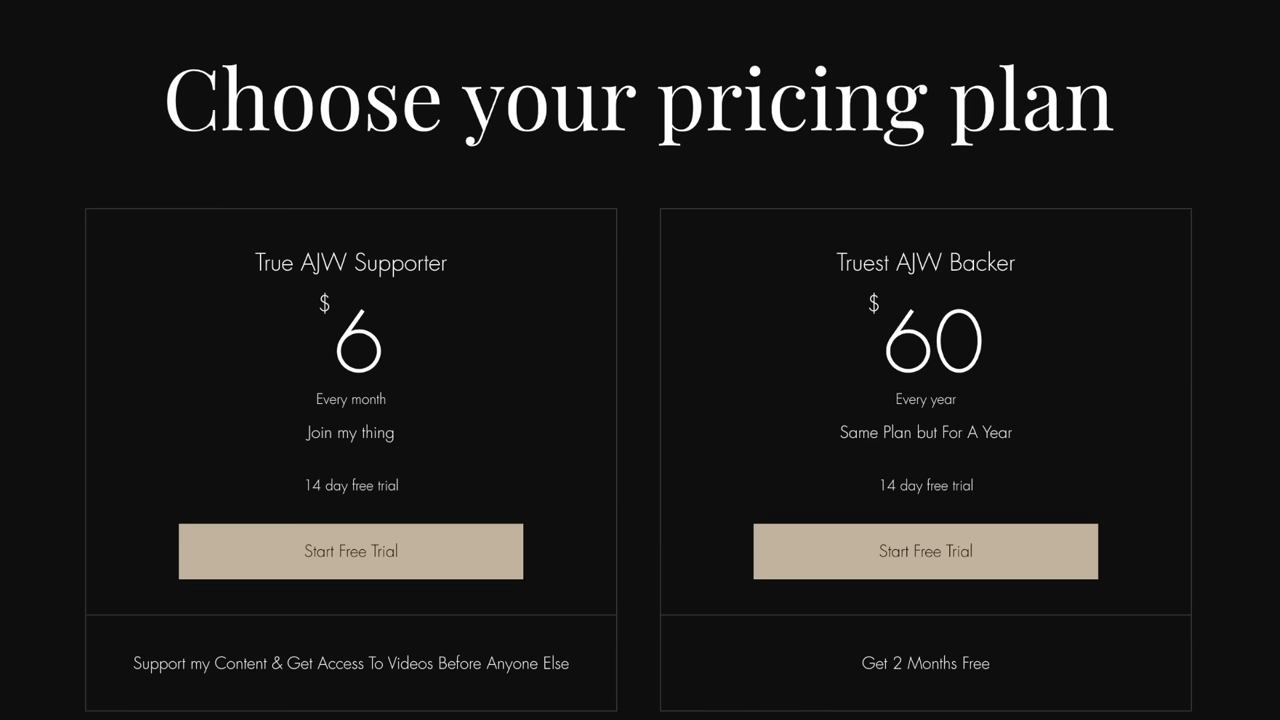 Choose your pricing plan
True AJW Supporter
$
6
Every month
Join my thing
14 day free trial
Start Free Trial
Support my Content & Get Access To Videos Before Anyone Else
Truest AJW Backer
$
60
Every year
Same Plan but For A Year
14 day free trial
Start Free Trial
Get 2 Months Free